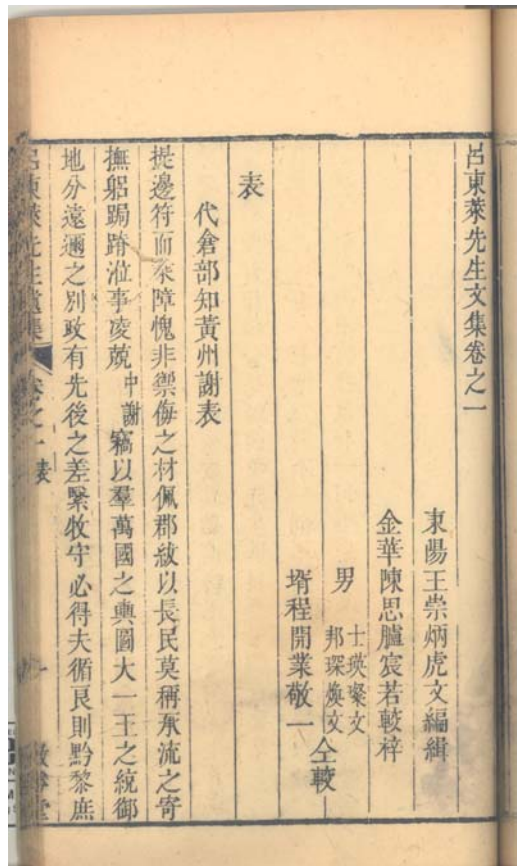 呂東萊先生文集卷之一
東陽王崇炳虎文編緝
金華陳思臚宸若較梓
男
士瑛璨文
邦琛煥文
仝較
壻程開業敬一
表
代倉部知黃州謝表
提邊符而乘障愧非禦侮之材佩郡紱以長民莫稱承流之寄
撫躬跼蹐涖事凌兢中謝竊以羣萬國之輿圖大一王之統御
地分遠邇之別政有先後之差緊牧守必得夫循良則黔黎庶
呂東萊先生遺集
卷之一
表